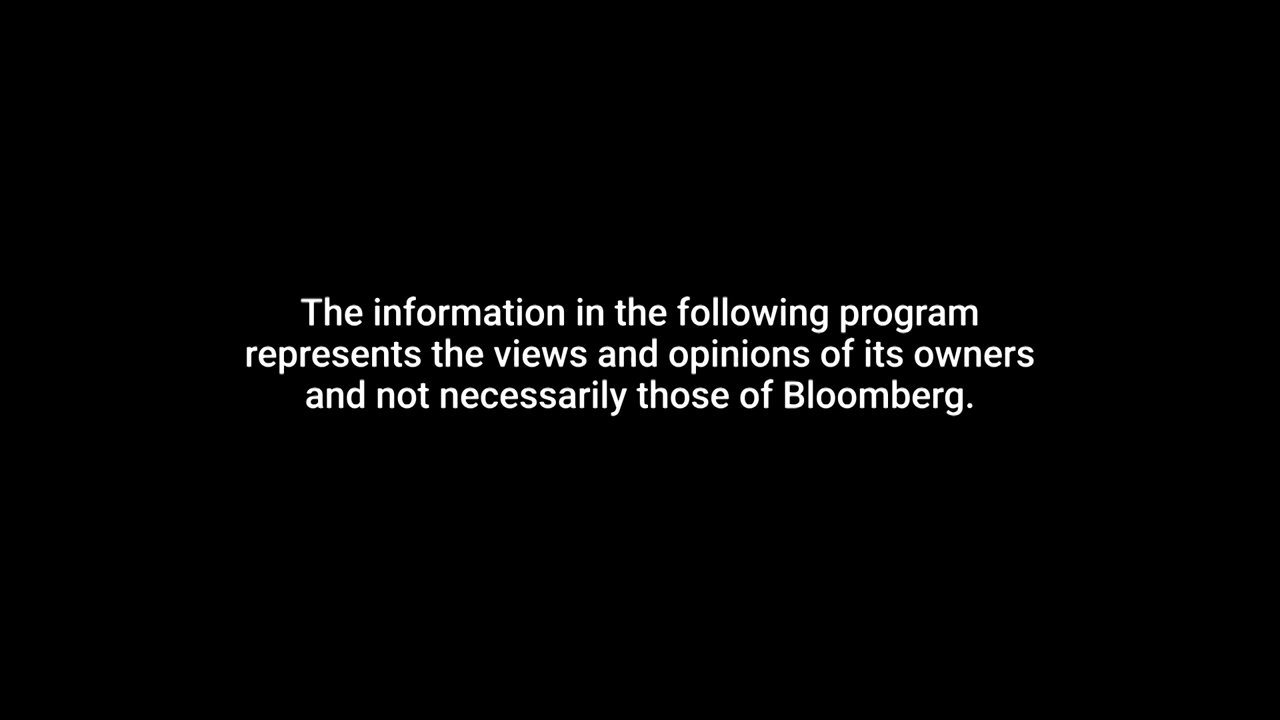 The information in the following program
represents the views and opinions of its owners
and not necessarily those of Bloomberg.